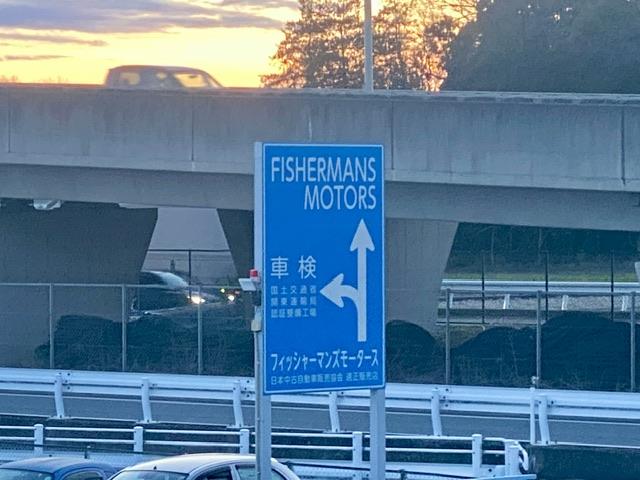 FISHERMANS
MOTORS
車検
国土交通省
関東運輸局
認証整備工場
フィッシャーマンズモータース
日本中古自動車販売協会 適正販売店